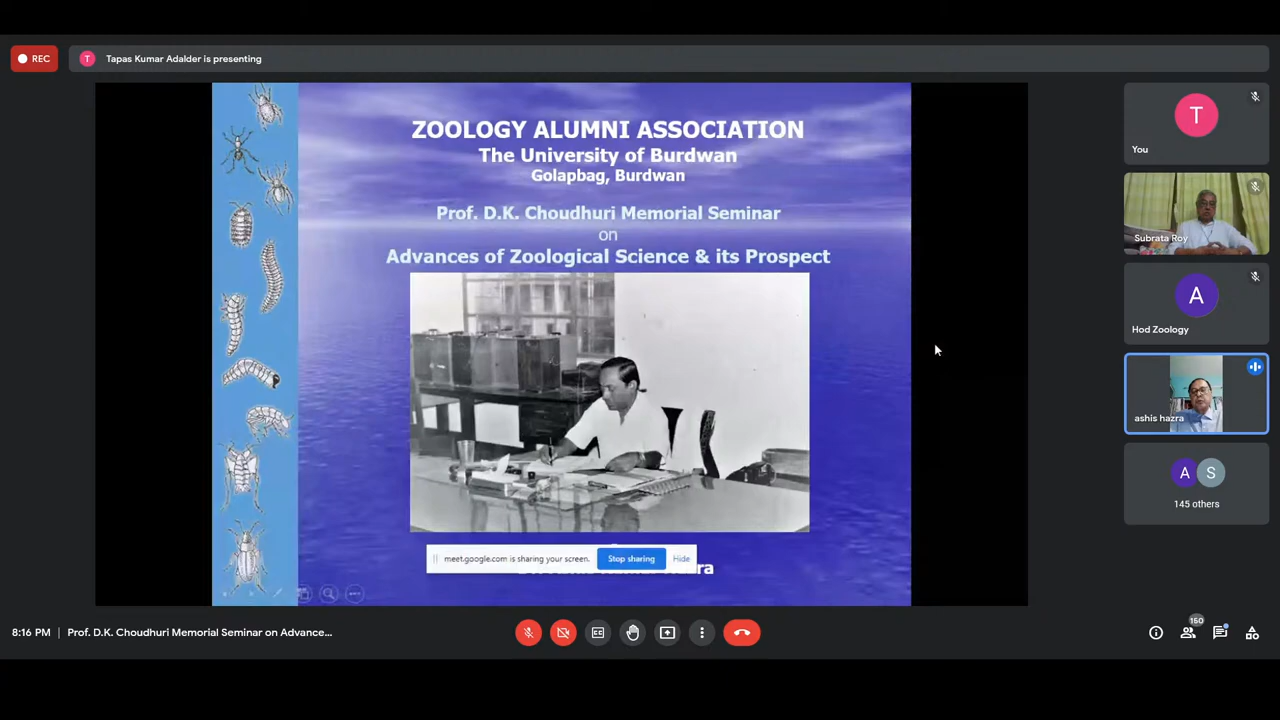 REC
T
Tapas Kumar Adalder is presenting
ZOOLOGY ALUMNI ASSOCIATION
The University of Burdwan
Golapbag, Burdwan
Prof. D.K. Choudhuri Memorial Seminar
on
Advances of Zoological Science & its Prospect
meet.google.com is sharing your screen.
Stop sharing
Hide
T
You
Subrata Roy
A
Hod Zoology
ashis hazra
A S
145 others
8:16 PM | Prof. D.K. Choudhuri Memorial Seminar on Advance...
CC
150